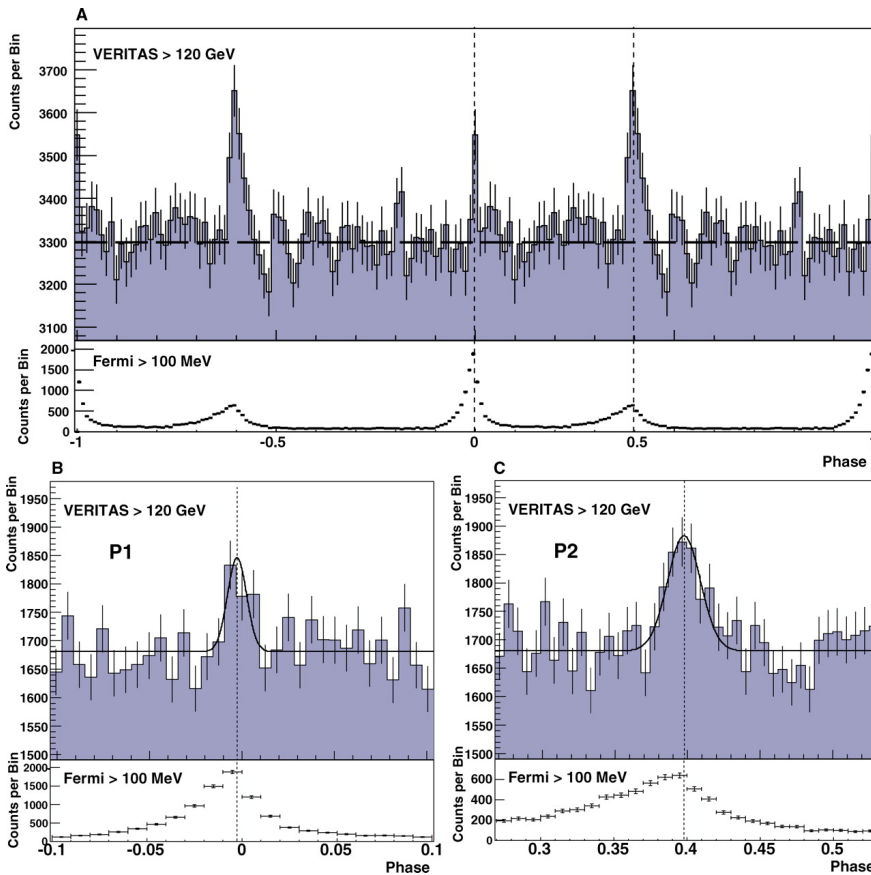 A
VERITAS > 120 GeV
Counts per Bin
3700
3600
3500
3400
3300
3200
3100
Fermi > 100 MeV
Counts per Bin
2000
1500
1000
500
0
-1 -0.5 0 0.5
Phase
B
VERITAS > 120 GeV
P1
Counts per Bin
1950
1900
1850
1800
1750
1700
1650
1600
1550
1500
Fermi > 100 MeV
Counts per Bin
2000
1500
1000
500
0
-0.1 -0.05 0 0.05 0.1
Phase
C
VERITAS > 120 GeV
P2
Counts per Bin
1950
1900
1850
1800
1750
1700
1650
1600
1550
1500
Fermi > 100 MeV
Counts per Bin
600
400
200
0
0.3 0.4 0.5
Phase